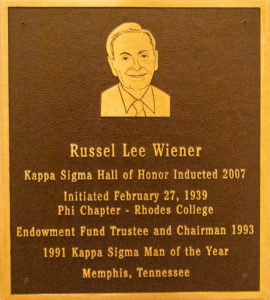 Russel Lee Wiener
Kappa Sigma Hall of Honor Inducted 2007
Initiated February 27, 1939
Phi Chapter - Rhodes College
Endowment Fund Trustee and Chairman 1993
1991 Kappa Sigma Man of the Year
Memphis, Tennessee